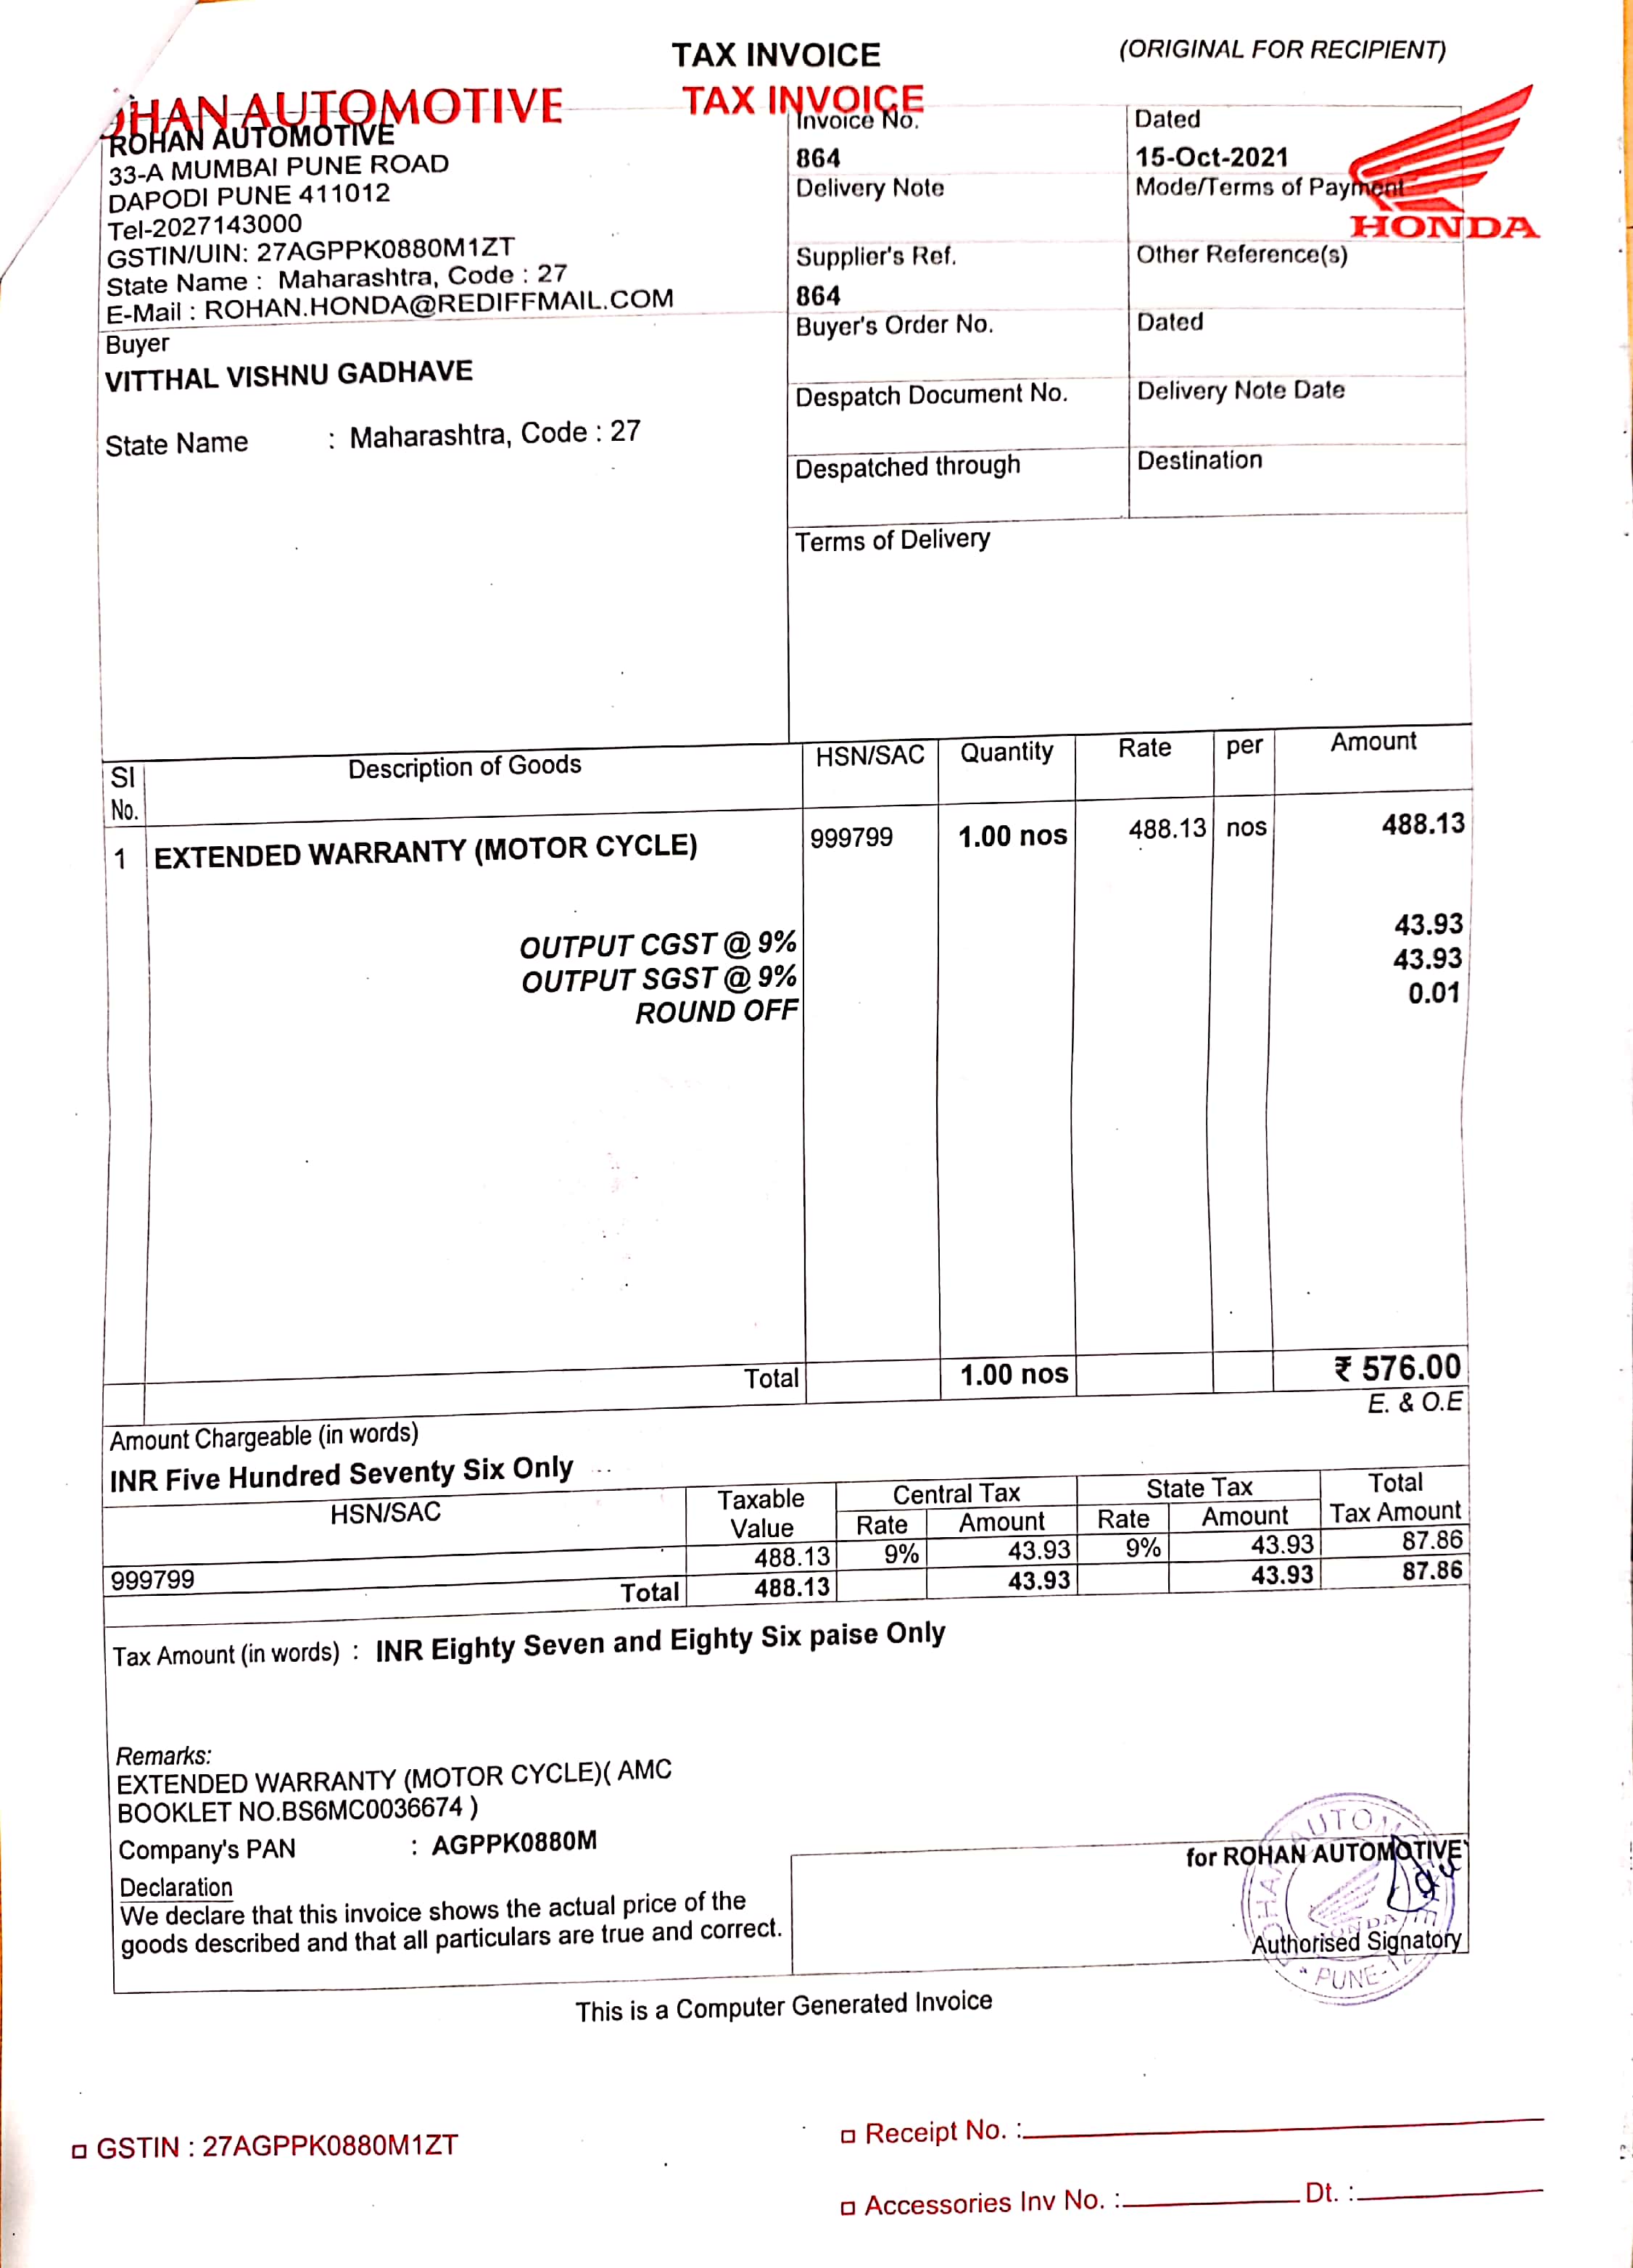 TAX INVOICE
(ORIGINAL FOR RECIPIENT)
OHAN AUTOMOTIVE
TAX INVOICE
ROHAN AUTOMOTIVE
33-A MUMBAI PUNE ROAD
DAPODI PUNE 411012
Tel-2027143000
GSTIN/UIN: 27AGPPK0880M1ZT
State Name : Maharashtra, Code : 27
E-Mail : ROHAN.HONDA@REDIFFMAIL.COM
Buyer
VITTHAL VISHNU GADHAVE
State Name : Maharashtra, Code : 27
Invoice No. Dated
864 15-Oct-2021
Delivery Note Mode/Terms of Payment
HONDA
Supplier's Ref. Other Reference(s)
864
Buyer's Order No. Dated
Despatch Document No. Delivery Note Date
Despatched through Destination
Terms of Delivery
SI No. Description of Goods HSN/SAC Quantity Rate per Amount
1 EXTENDED WARRANTY (MOTOR CYCLE) 999799 1.00 nos 488.13 nos 488.13
OUTPUT CGST @ 9% 43.93
OUTPUT SGST @ 9% 43.93
ROUND OFF 0.01
Total 1.00 nos ₹ 576.00
E. & O.E
Amount Chargeable (in words)
INR Five Hundred Seventy Six Only
HSN/SAC Taxable Value Central Tax State Tax Total Tax Amount
Rate Amount Rate Amount
999799 488.13 9% 43.93 9% 43.93 87.86
Total 488.13 43.93 43.93 87.86
Tax Amount (in words) : INR Eighty Seven and Eighty Six paise Only
Remarks:
EXTENDED WARRANTY (MOTOR CYCLE)( AMC
BOOKLET NO.BS6MC0036674 )
Company's PAN : AGPPK0880M
Declaration
We declare that this invoice shows the actual price of the
goods described and that all particulars are true and correct.
for ROHAN AUTOMOTIVE
Authorised Signatory
PUNE-12
This is a Computer Generated Invoice
GSTIN : 27AGPPK0880M1ZT
Receipt No. :
Accessories Inv No. : Dt. :